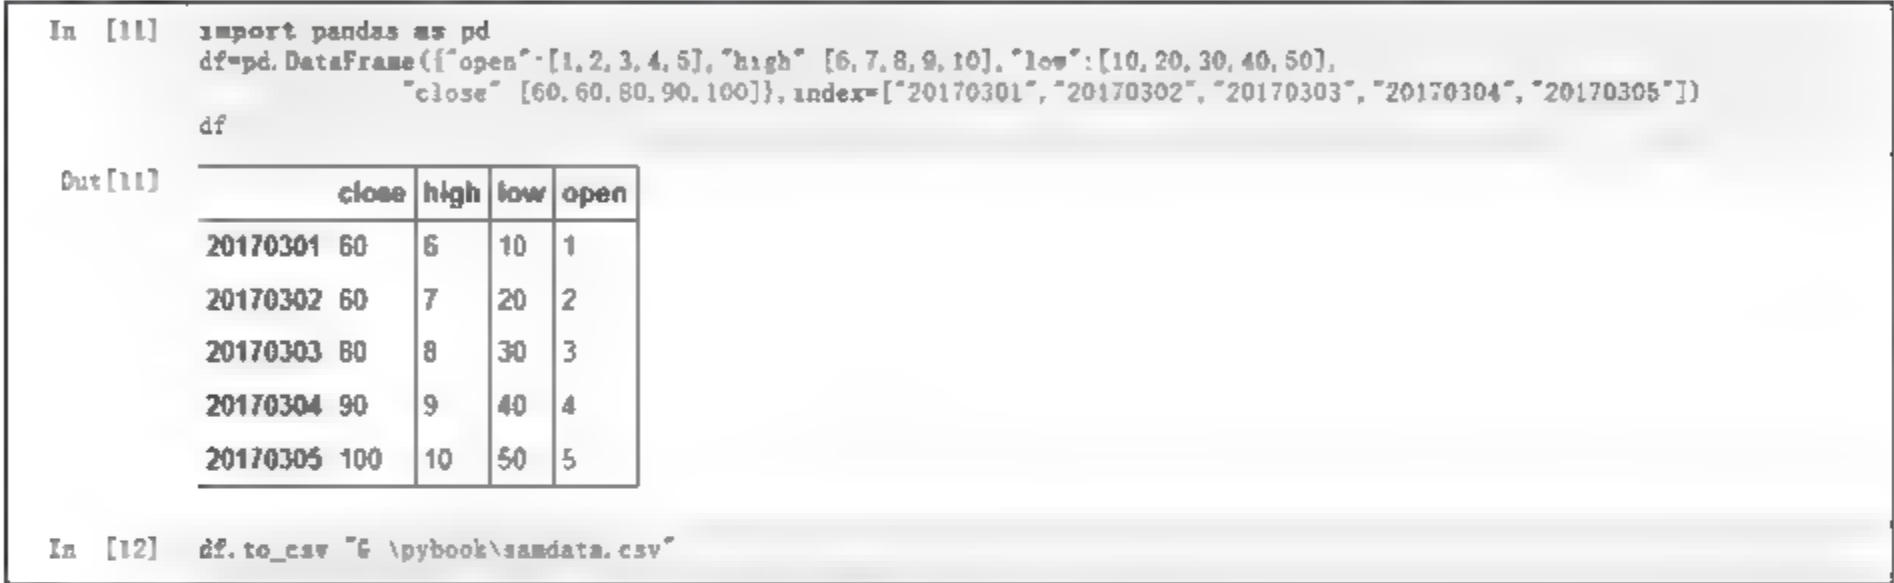 In [11] import pandas as pd
df=pd.DataFrame({"open":[1,2,3,4,5],"high" [6,7,8,9,10],"low":[10,20,30,40,50],
"close" [60,60,80,90,100]},index=["20170301","20170302","20170303","20170304","20170305"])
df
Out[11]
close high low open
20170301 60 6 10 1
20170302 60 7 20 2
20170303 80 8 30 3
20170304 90 9 40 4
20170305 100 10 50 5
In [12] df.to_csv "G \pybook\samdata.csv"